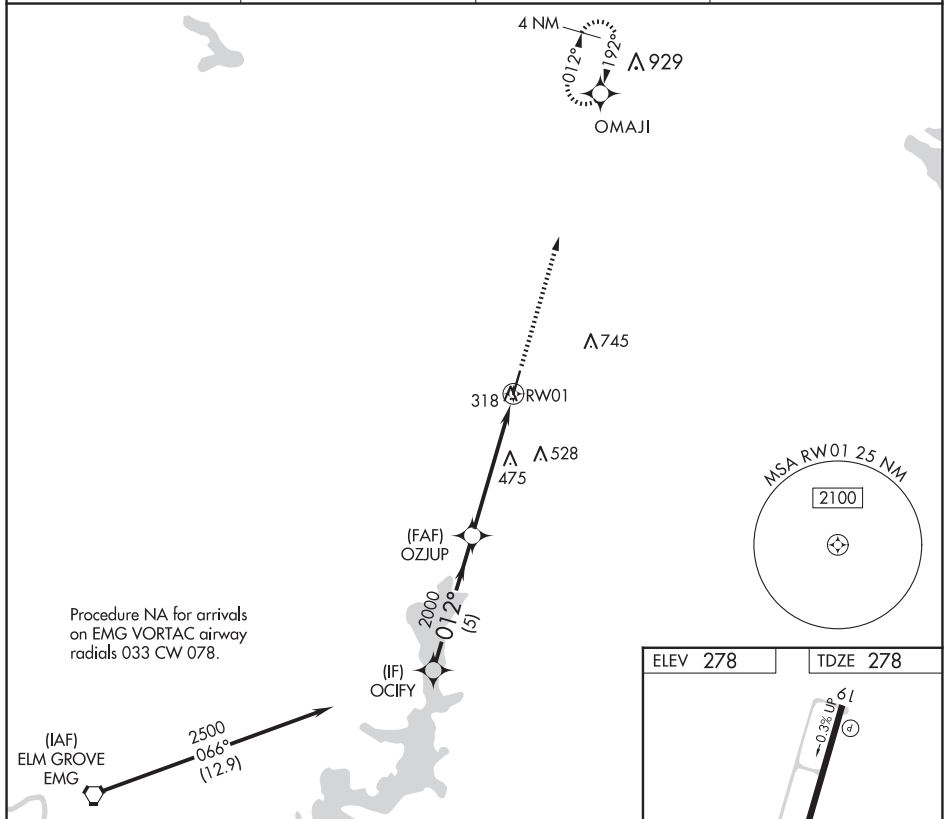 4 NM
012°
192°
929
OMAJI
745
318
RW01
528
475
MSA RW01 25 NM
2100
(FAF)
OZJUP
2000
012°
(5)
Procedure NA for arrivals
on EMG VORTAC airway
radials 033 CW 078.
(IF)
OCIFY
ELEV 278
TDZE 278
19
0.3% UP
P
2500
066°
(12.9)
(IAF)
ELM GROVE
EMG